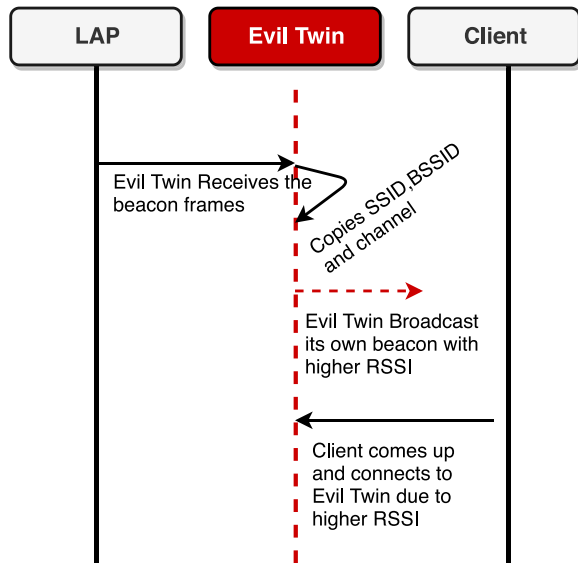 LAP
Evil Twin
Client
Evil Twin Receives the
beacon frames
Copies SSID,BSSID
and channel
Evil Twin Broadcast
its own beacon with
higher RSSI
Client comes up
and connects to
Evil Twin due to
higher RSSI